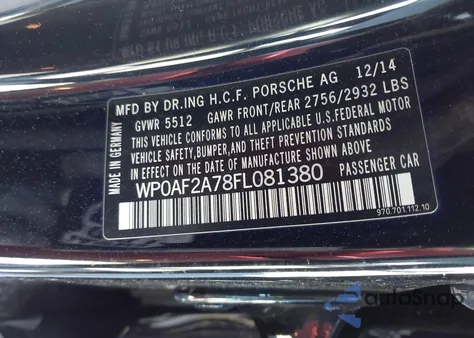 MFD BY DR.ING H.C.F. PORSCHE AG 12/14
GVWR 5512 GAWR FRONT/REAR 2756/2932 LBS
THIS VEHICLE CONFORMS TO ALL APPLICABLE
U.S.FEDERAL MOTOR
VEHICLE SAFETY,BUMPER,AND THEFT PREVENTION STANDARDS
IN EFFECT ON THE DATE OF MANUFACTURE SHOWN ABOVE
WP0AF2A78FL081380 PASSENGER CAR
970.701.112.10
MADE IN GERMANY
autoSnap